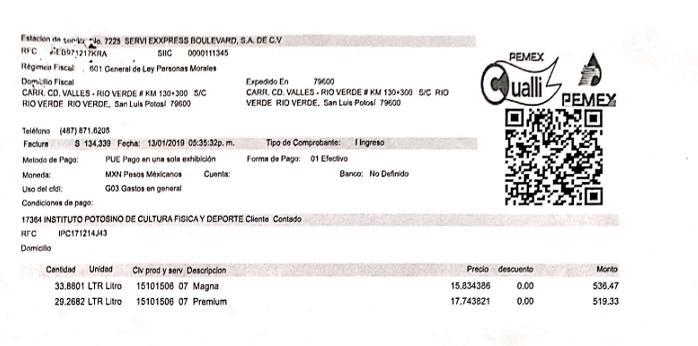 Estacion de servicio No. 7225 SERVI EXXPRESS BOULEVARD, S.A. DE C.V
RFC EB971217KRA SIIC 0000111345
Régimen Fiscal: 601 General de Ley Personas Morales
Domicilio Fiscal Expedido En 79600
CARR. CD. VALLES - RIO VERDE # KM 130+300 S/C CARR. CD. VALLES - RIO VERDE # KM 130+300 S/C RIO
RIO VERDE RIO VERDE, San Luis Potosí 79600 VERDE RIO VERDE, San Luis Potosí 79600
PEMEX
Qualli
PEMEX
Teléfono (487) 871.6205
Factura S 134,339 Fecha: 13/01/2019 05:35:32p. m. Tipo de Comprobante: I Ingreso
Metodo de Pago: PUE Pago en una sola exhibición Forma de Pago: 01 Efectivo
Moneda: MXN Pesos Méxicanos Cuenta: Banco: No Definido
Uso del cfdi: G03 Gastos en general
Condiciones de pago:
17364 INSTITUTO POTOSINO DE CULTURA FISICA Y DEPORTE Cliente Contado
RFC IPC171214J43
Domicilio
Cantidad Unidad Clv prod y serv Descripcion Precio descuento Monto
33.8801 LTR Litro 15101506 07 Magna 15.834386 0.00 536.47
29.2682 LTR Litro 15101506 07 Premium 17.743821 0.00 519.33